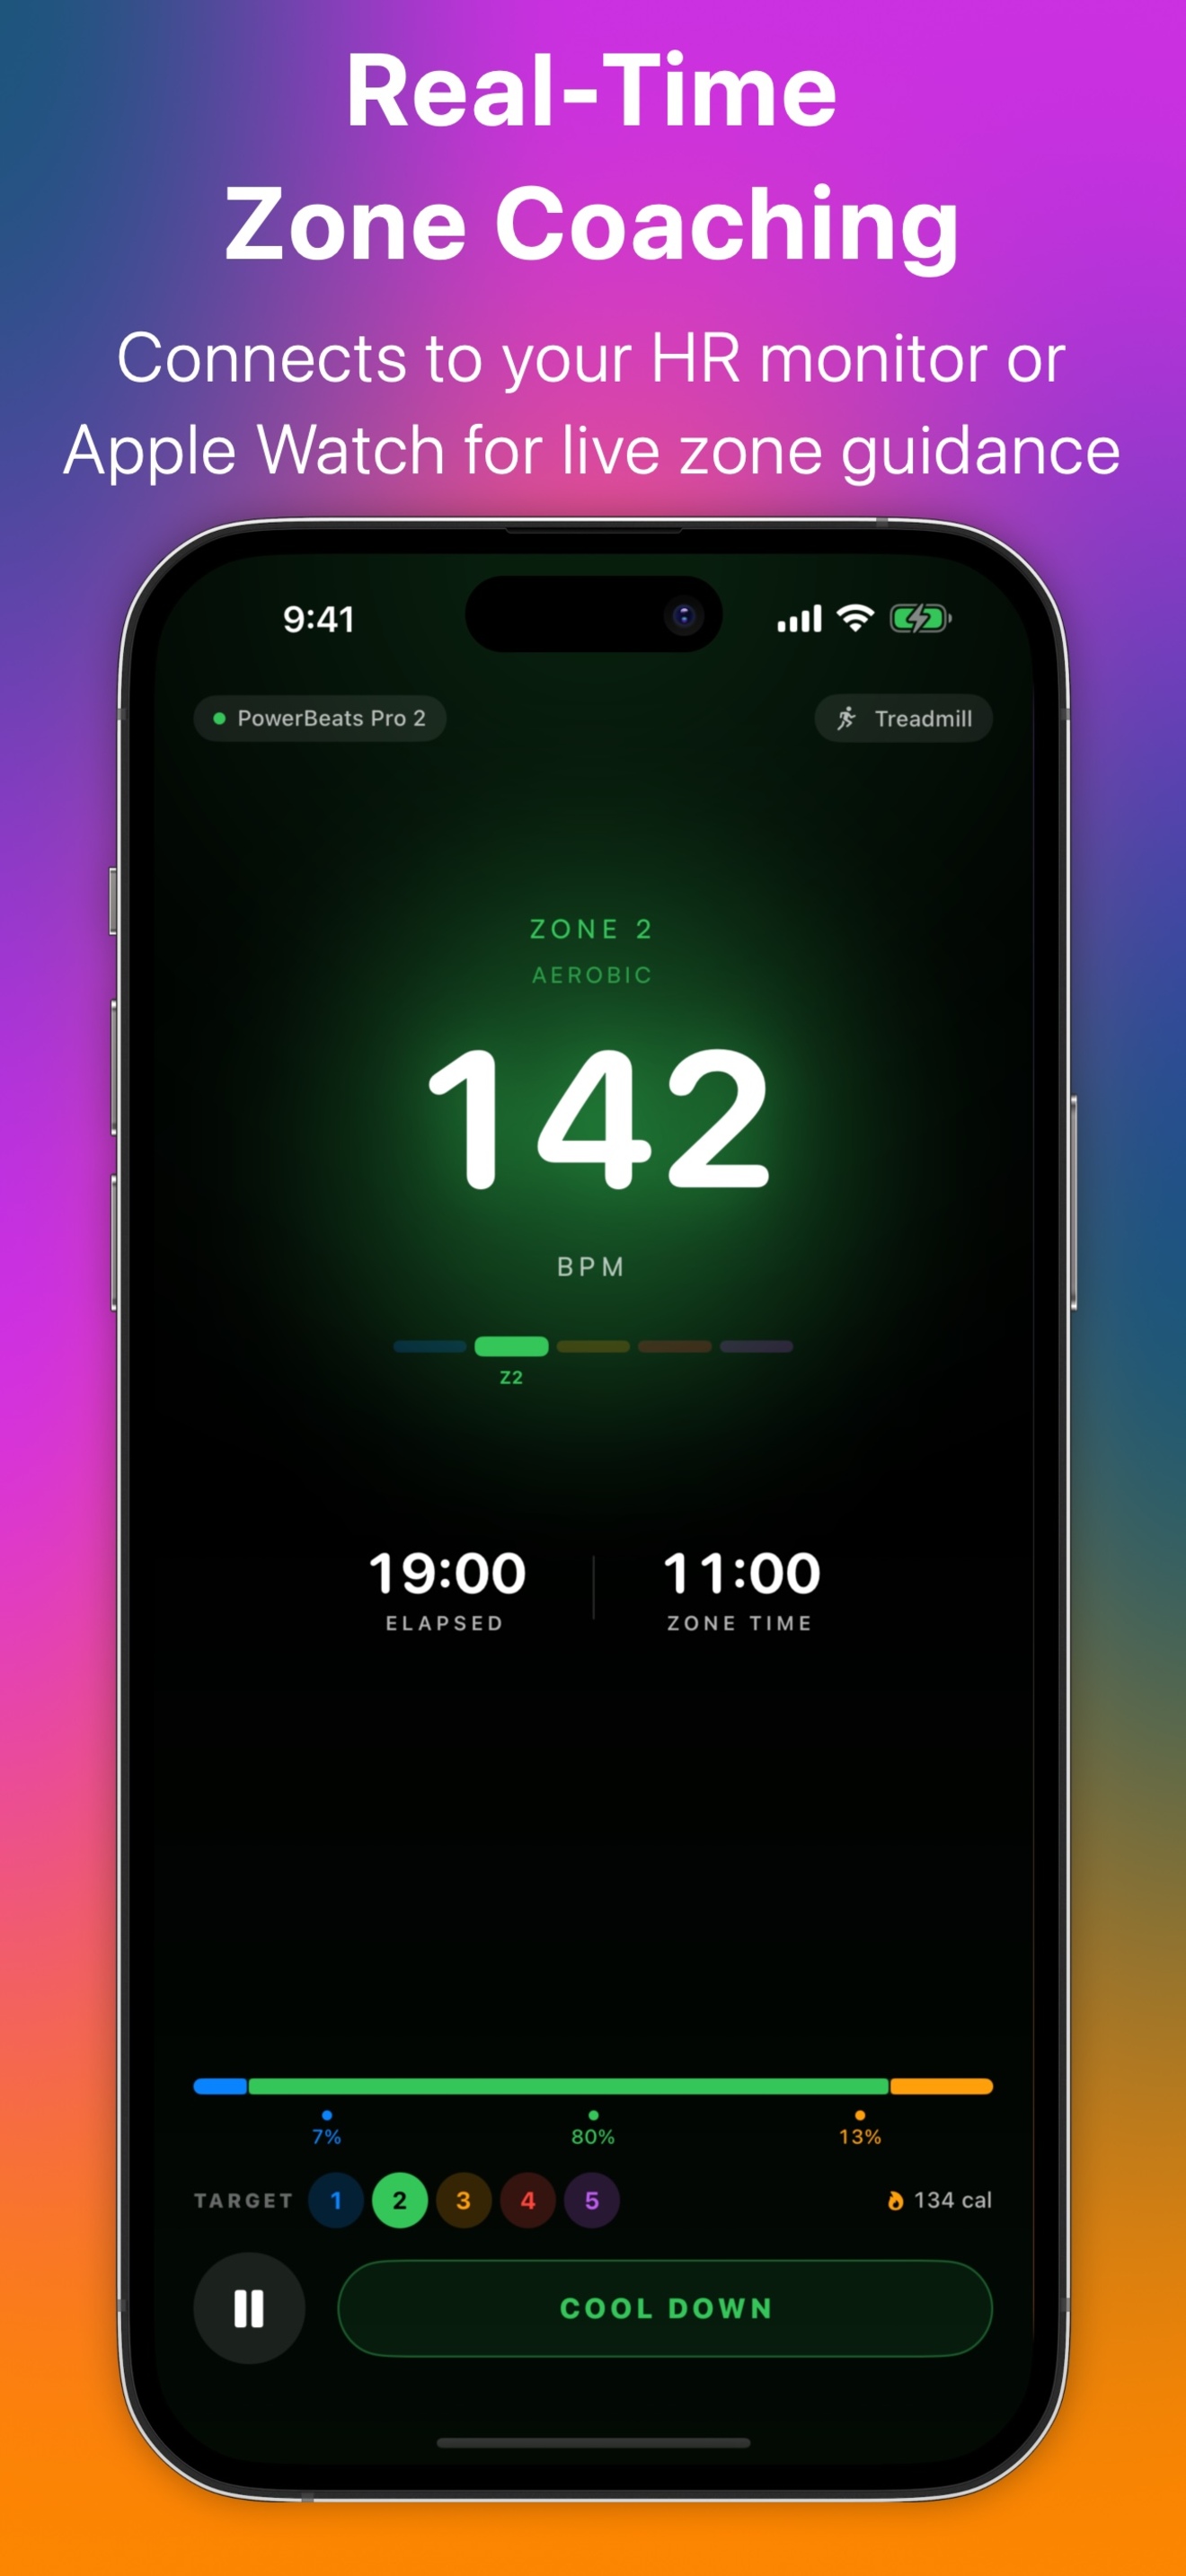 Real-Time
Zone Coaching
Connects to your HR monitor or
Apple Watch for live zone guidance
9:41
PowerBeats Pro 2
Treadmill
ZONE 2
AEROBIC
142
BPM
Z2
19:00 11:00
ELAPSED ZONE TIME
7% 80% 13%
TARGET 1 2 3 4 5 134 cal
COOL DOWN